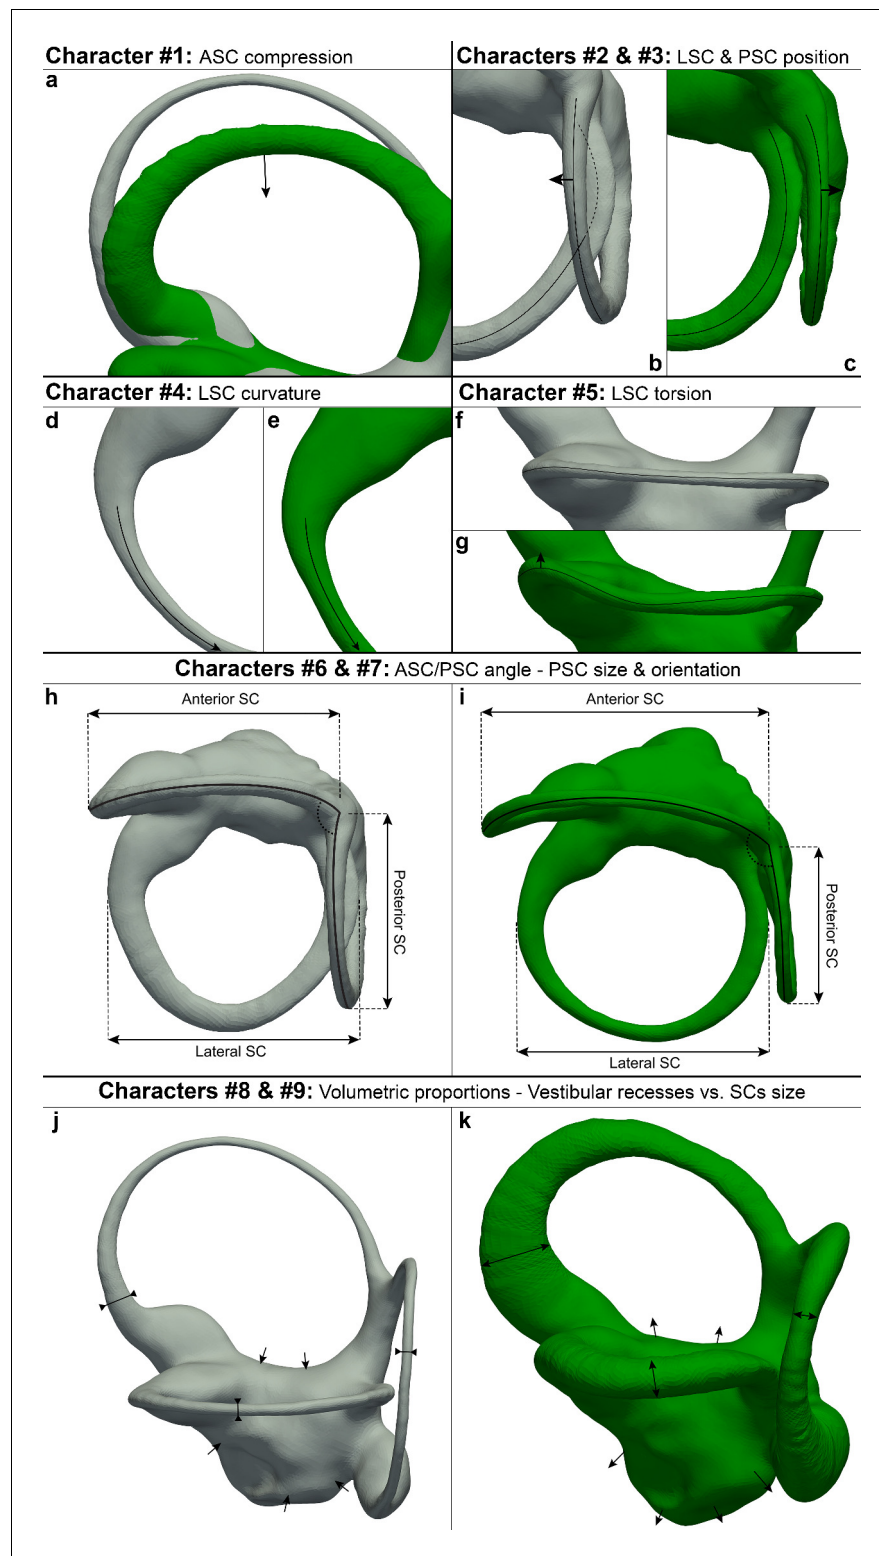 Character #1: ASC compression
Characters #2 & #3: LSC & PSC position
a
b
c
Character #4: LSC curvature
Character #5: LSC torsion
d
e
f
g
Characters #6 & #7: ASC/PSC angle - PSC size & orientation
h
Anterior SC
Posterior SC
Lateral SC
i
Anterior SC
Posterior SC
Lateral SC
Characters #8 & #9: Volumetric proportions - Vestibular recesses vs. SCs size
j
k